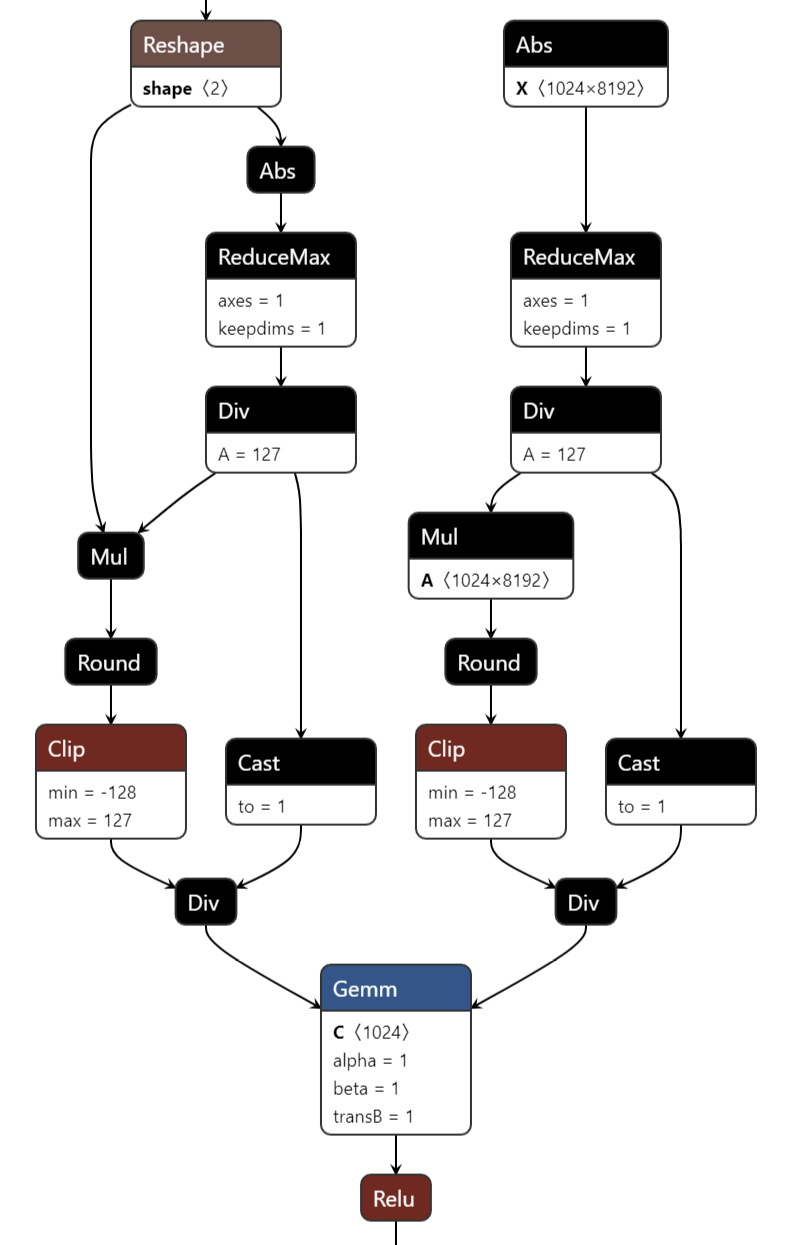 Reshape
shape 〈2〉
Abs
X 〈1024×8192〉
Abs
ReduceMax
axes = 1
keepdims = 1
ReduceMax
axes = 1
keepdims = 1
Div
A = 127
Div
A = 127
Mul
Mul
A 〈1024×8192〉
Round
Round
Clip
min = -128
max = 127
Cast
to = 1
Clip
min = -128
max = 127
Cast
to = 1
Div
Div
Gemm
C 〈1024〉
alpha = 1
beta = 1
transB = 1
Relu